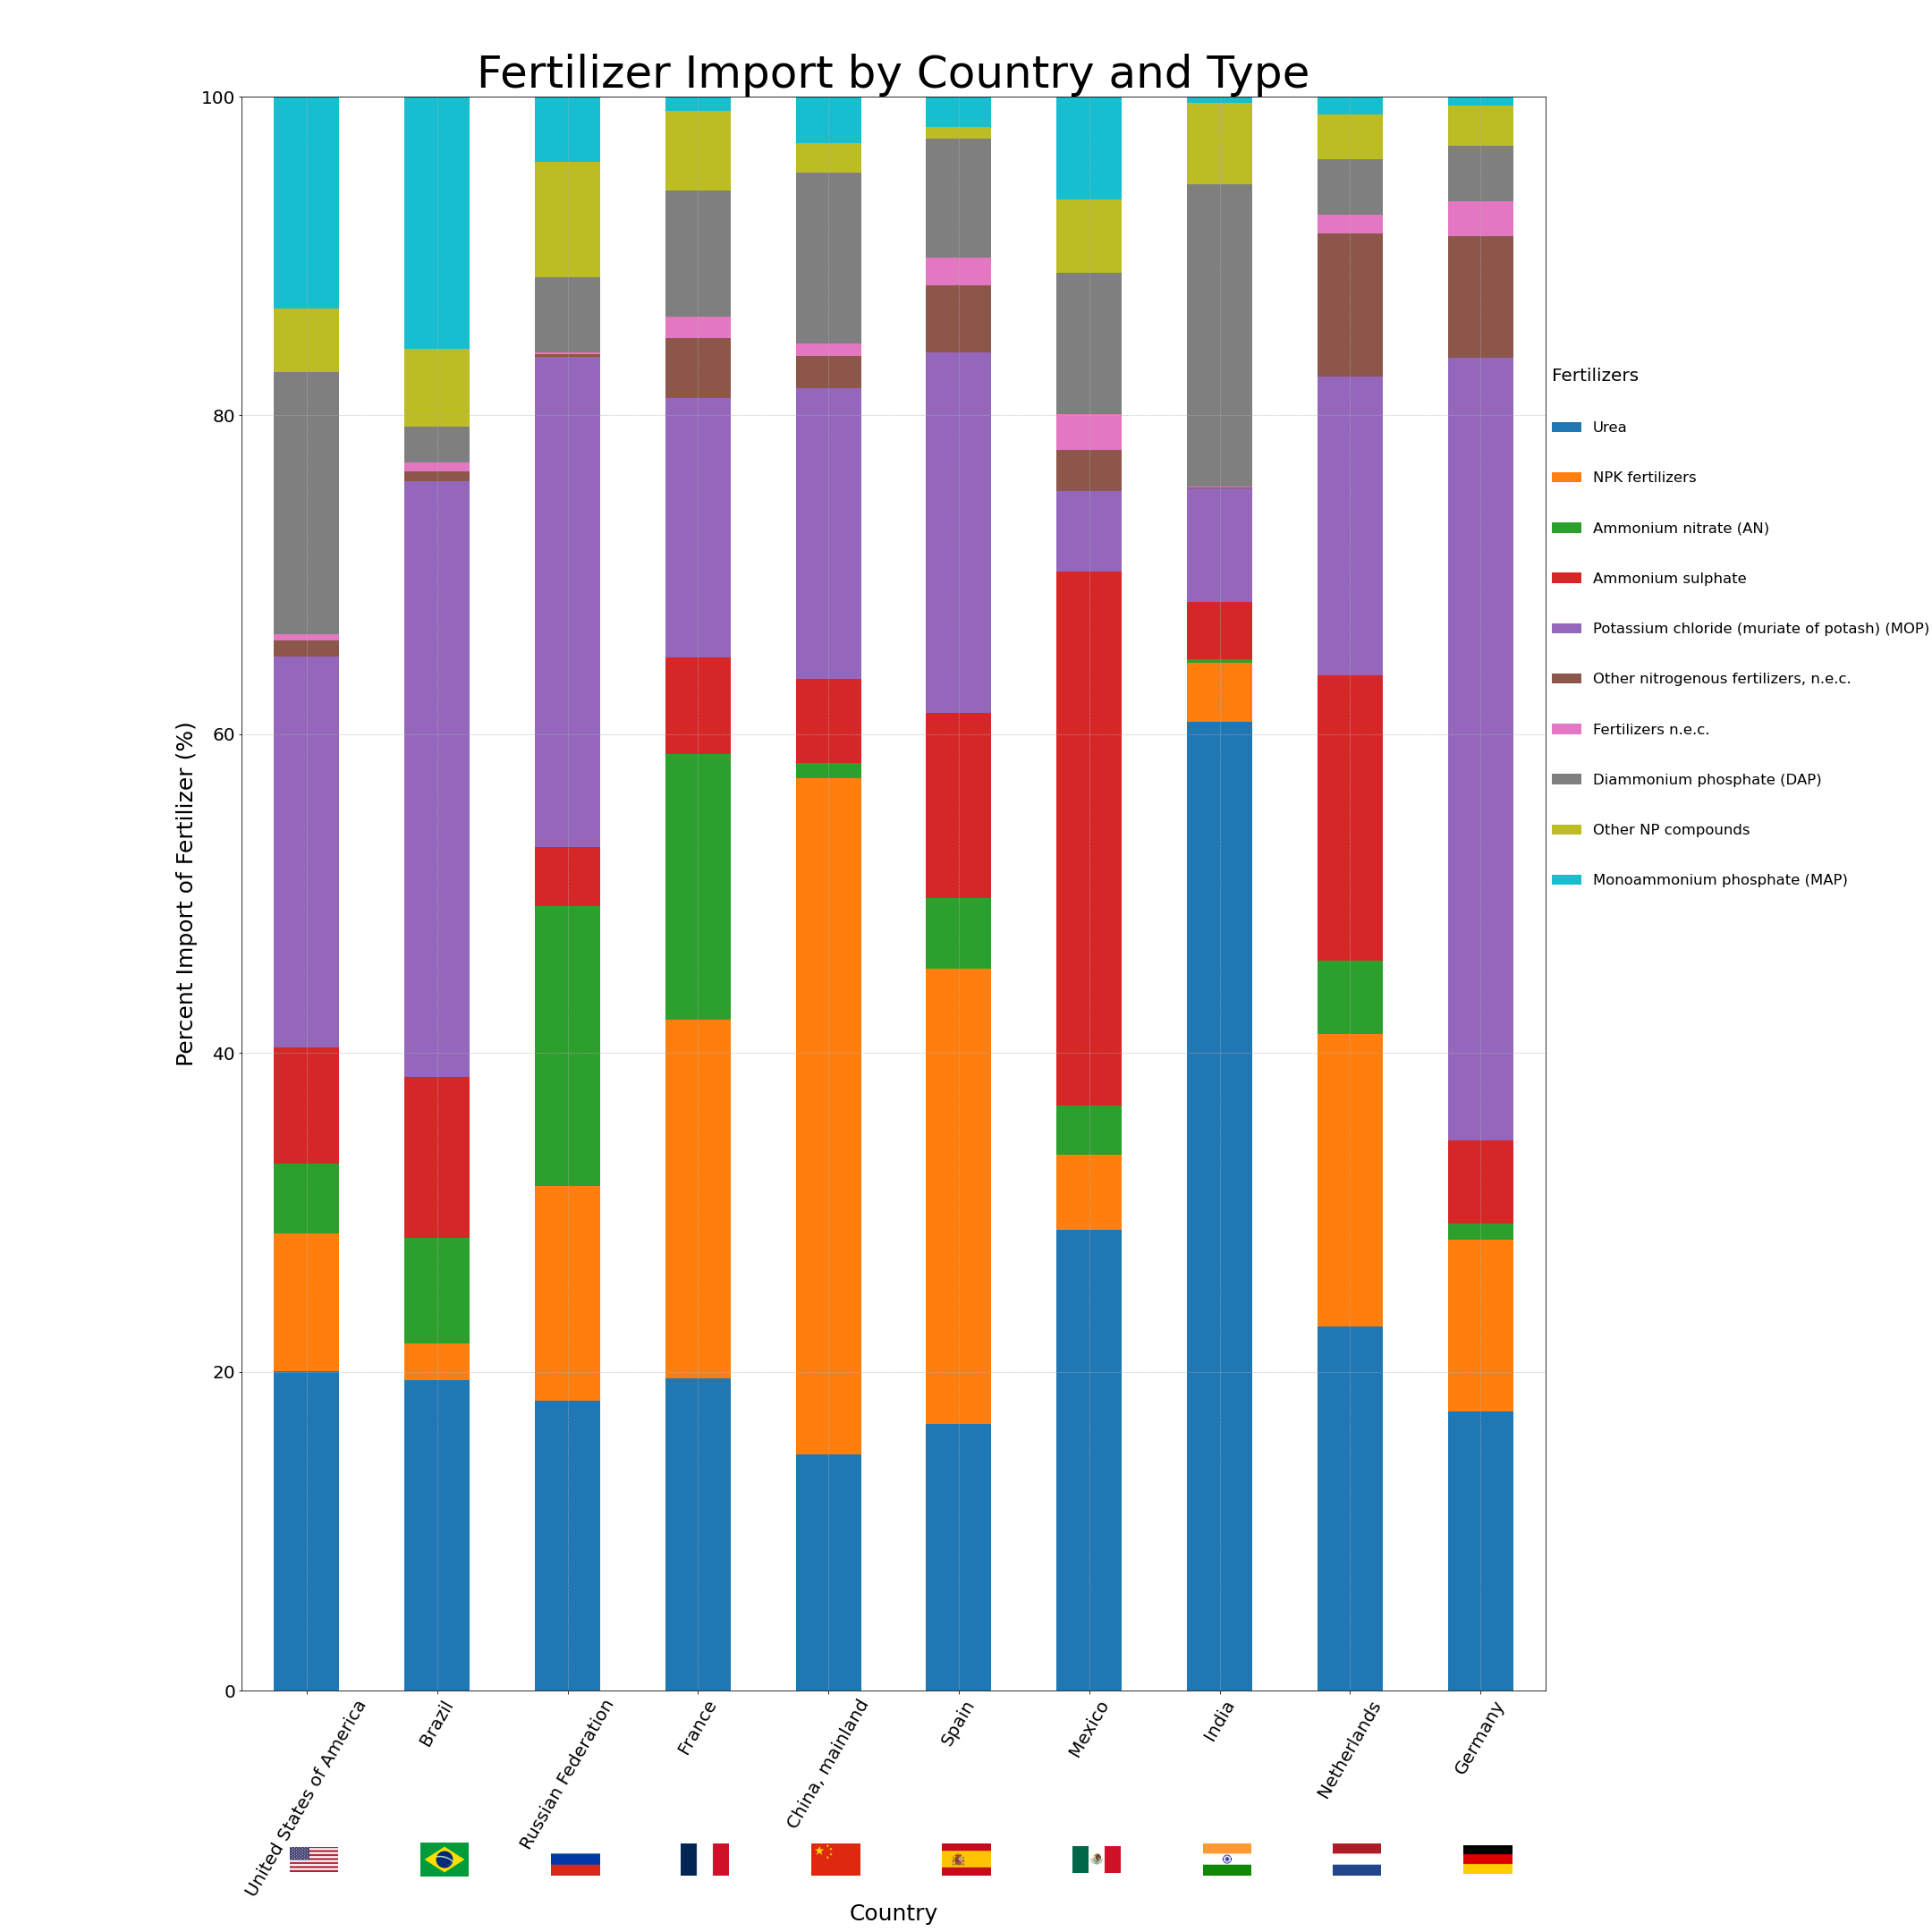 Fertilizer Import by Country and Type
Percent Import of Fertilizer (%)
100
80
60
40
20
0
United States of America
Brazil
Russian Federation
France
China, mainland
Spain
Mexico
India
Netherlands
Germany
Country
Fertilizers
Urea
NPK fertilizers
Ammonium nitrate (AN)
Ammonium sulphate
Potassium chloride (muriate of potash) (MOP)
Other nitrogenous fertilizers, n.e.c.
Fertilizers n.e.c.
Diammonium phosphate (DAP)
Other NP compounds
Monoammonium phosphate (MAP)